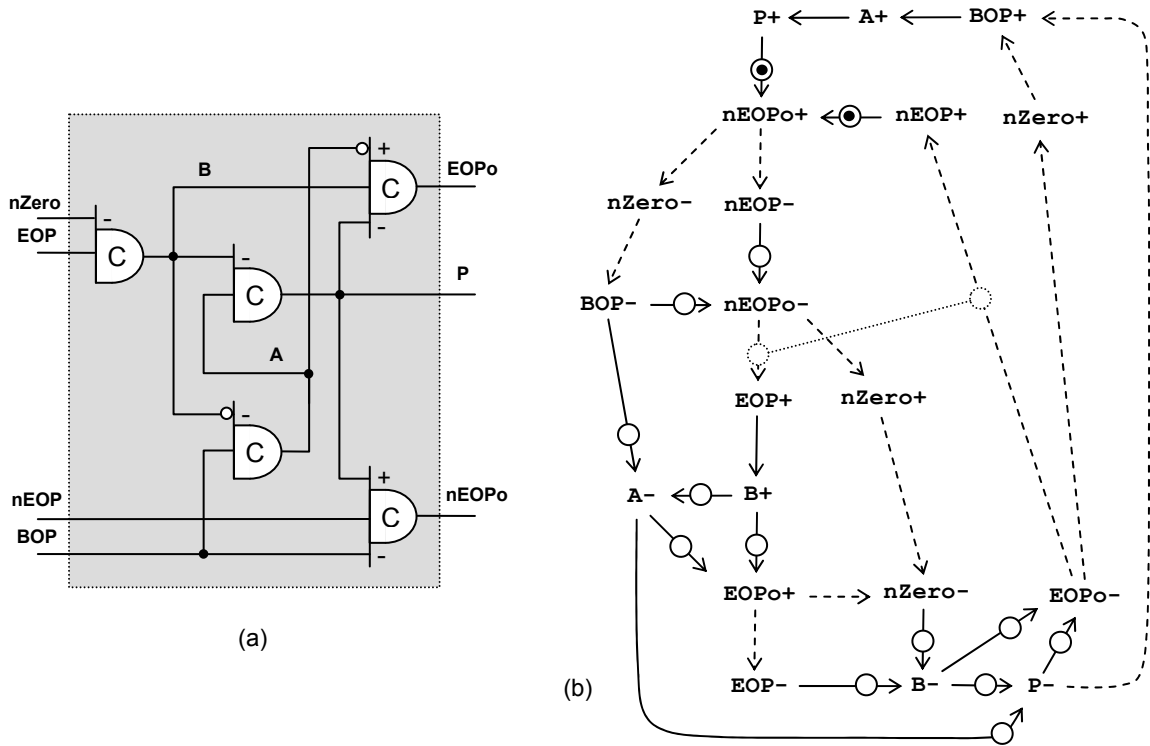 nZero
EOP
nEOP
BOP
-
C
B
-
C
A
-
C
+
C
-
+
C
-
EOPo
P
nEOPo
(a)
P+ A+ BOP+
nEOPo+ nEOP+ nZero+
nZero- nEOP-
BOP- nEOPo-
EOP+ nZero+
A- B+
EOPo+ nZero- EOPo-
EOP- B- P-
(b)